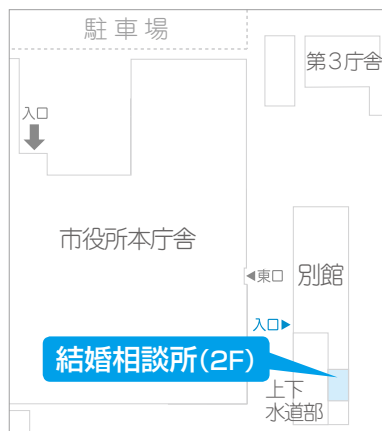 駐車場
第3庁舎
入口
市役所本庁舎
◀東口
別館
入口▶
結婚相談所(2F)
上下
水道部